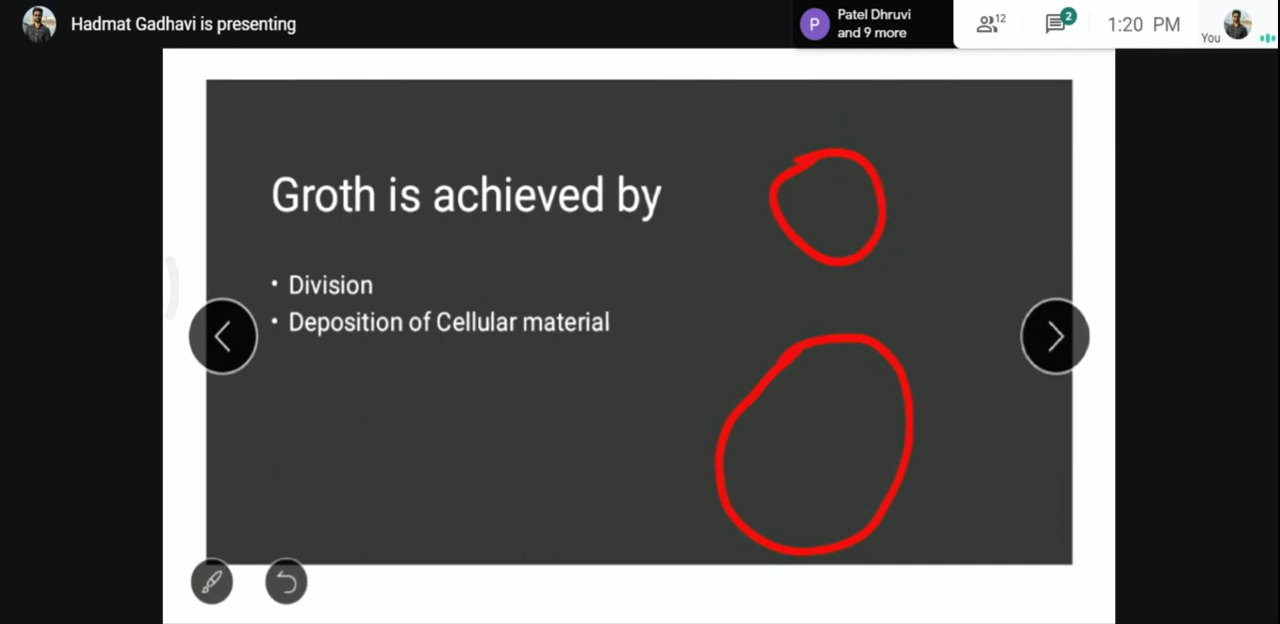 Hadmat Gadhavi is presenting
P
Patel Dhruvi
and 9 more
12
2
1:20 PM
You
Groth is achieved by
• Division
• Deposition of Cellular material